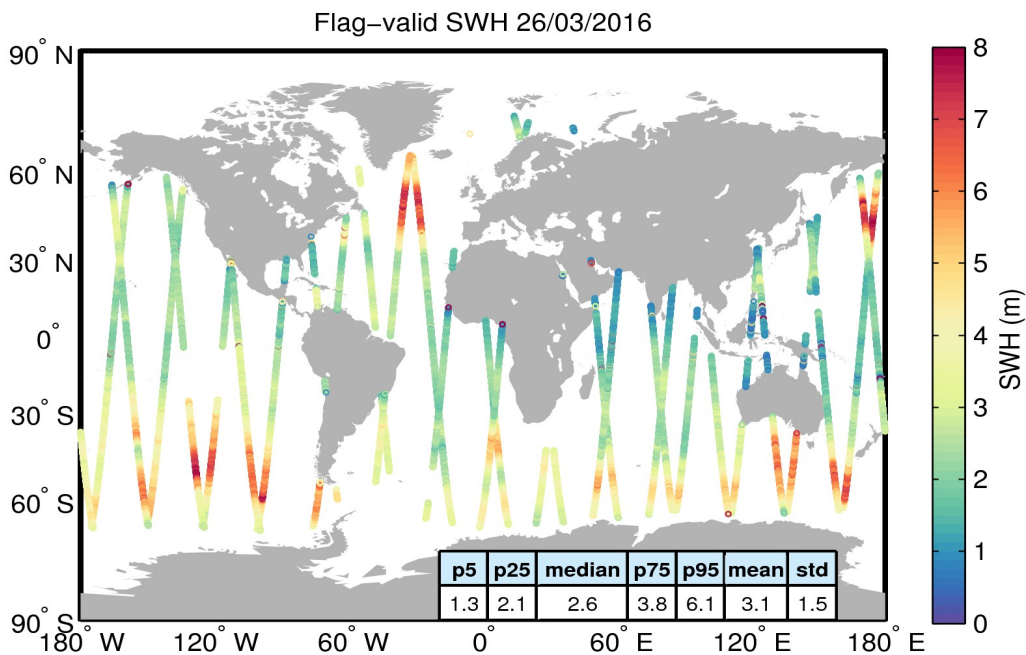 Flag-valid SWH 26/03/2016
90° N
60° N
30° N
0°
30° S
60° S
90° S
180° W
120° W
60° W
0°
60° E
120° E
180° E
p5 p25 median p75 p95 mean std
1.3 2.1 2.6 3.8 6.1 3.1 1.5
8
7
6
5
4
3
2
1
0
SWH (m)